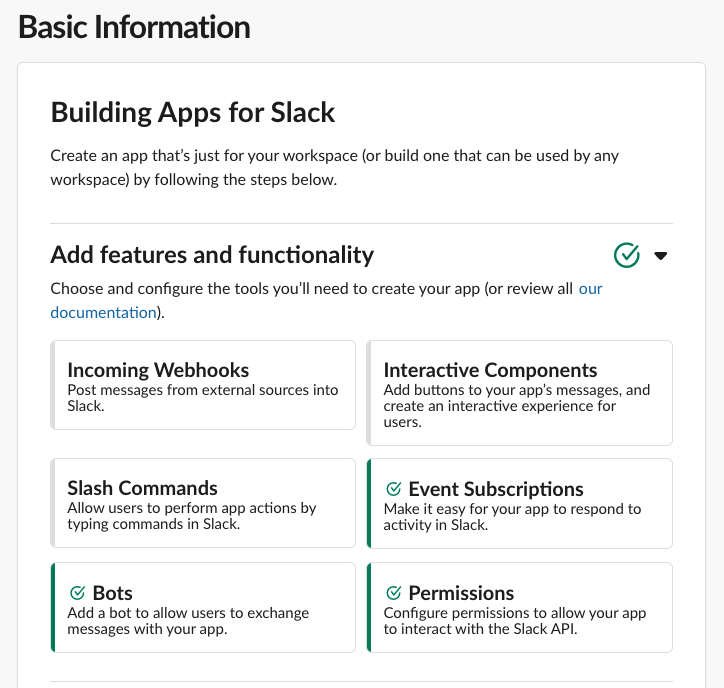 Basic Information
Building Apps for Slack
Create an app that's just for your workspace (or build one that can be used by any
workspace) by following the steps below.
Add features and functionality
Choose and configure the tools you'll need to create your app (or review all our
documentation).
Incoming Webhooks
Post messages from external sources into
Slack.
Interactive Components
Add buttons to your app's messages, and
create an interactive experience for
users.
Slash Commands
Allow users to perform app actions by
typing commands in Slack.
Event Subscriptions
Make it easy for your app to respond to
activity in Slack.
Bots
Add a bot to allow users to exchange
messages with your app.
Permissions
Configure permissions to allow your app
to interact with the Slack API.